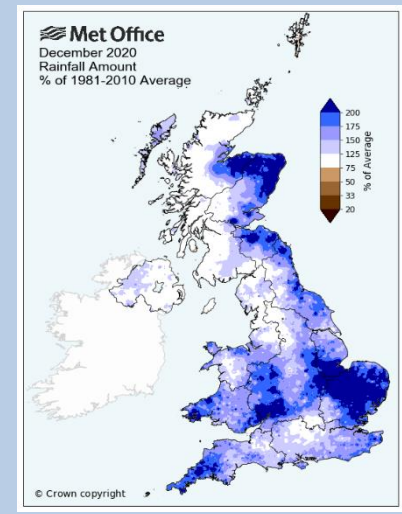 Met Office
December 2020
Rainfall Amount
% of 1981-2010 Average
200
175
150
125
75
50
33
20
% of Average
© Crown copyright